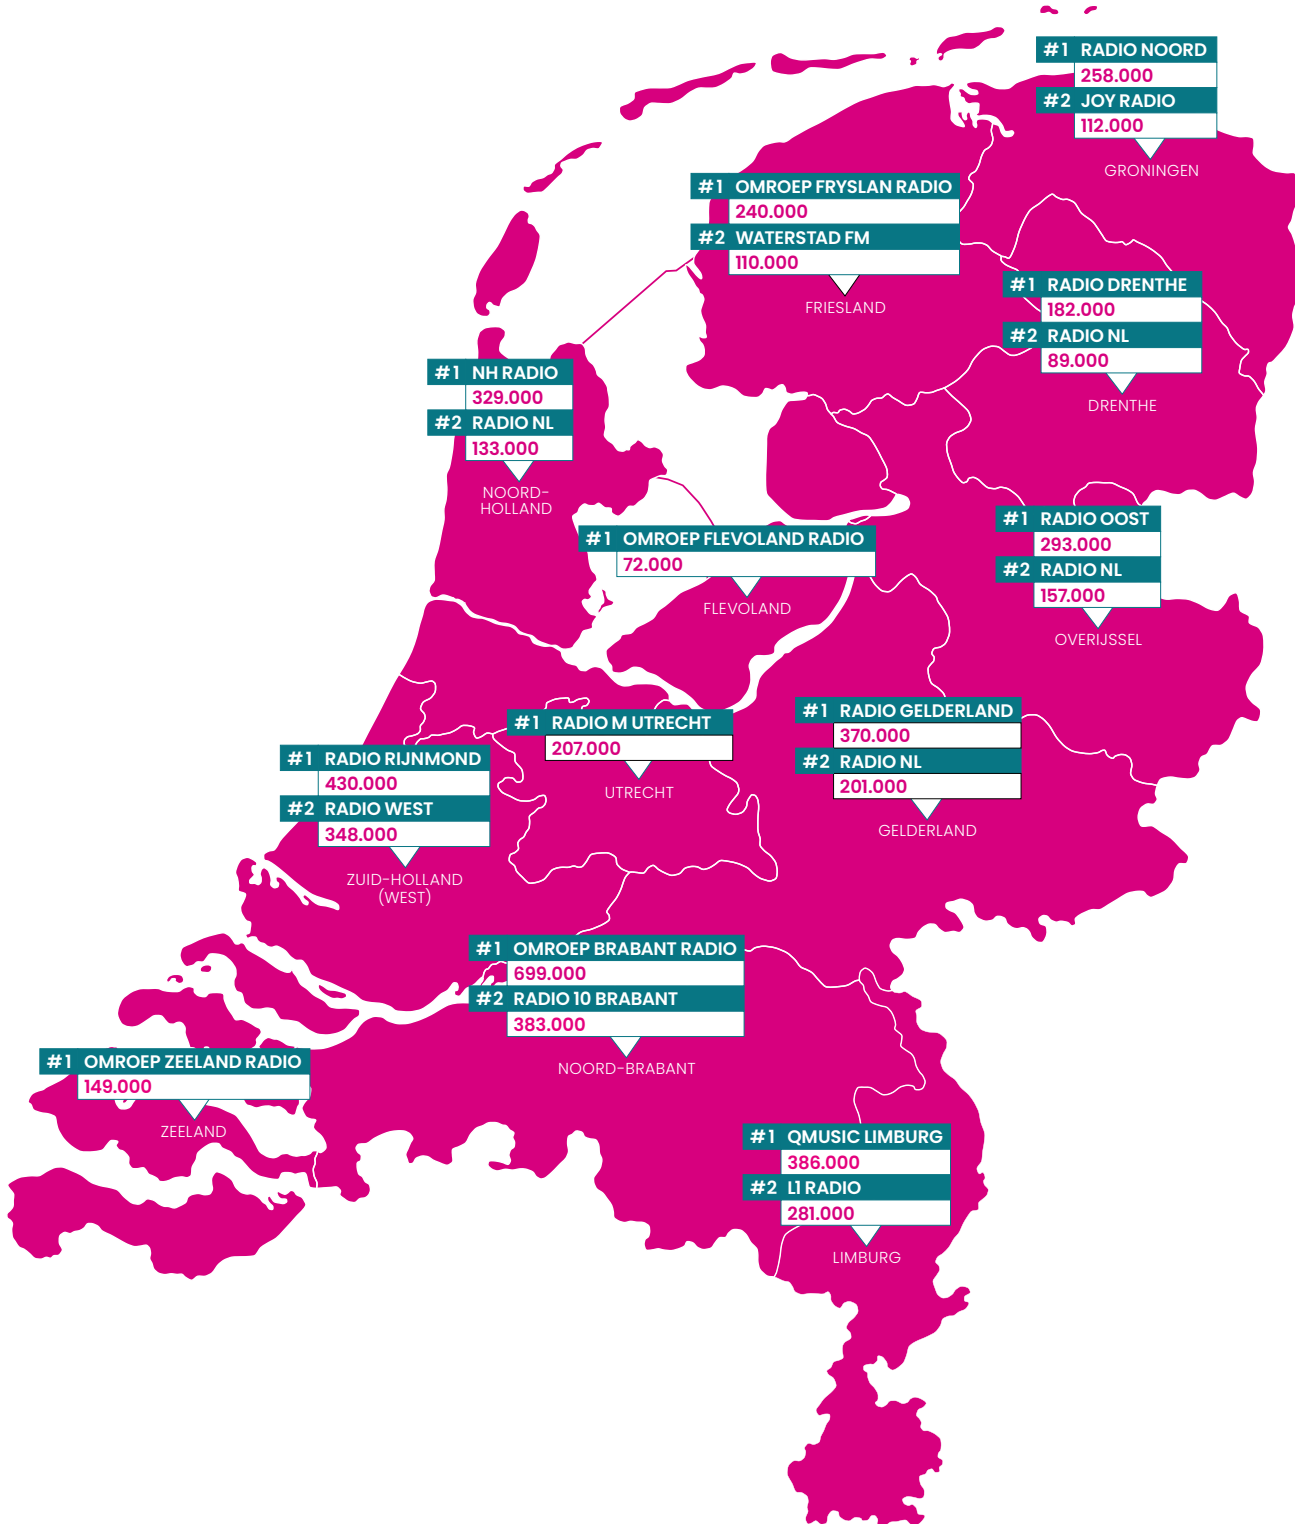 #1 RADIO NOORD
258.000
#2 JOY RADIO
112.000
GRONINGEN
#1 OMROEP FRYSLAN RADIO
240.000
#2 WATERSTAD FM
110.000
FRIESLAND
#1 RADIO DRENTHE
182.000
#2 RADIO NL
89.000
DRENTHE
#1 NH RADIO
329.000
#2 RADIO NL
133.000
NOORD-
HOLLAND
#1 OMROEP FLEVOLAND RADIO
72.000
FLEVOLAND
#1 RADIO OOST
293.000
#2 RADIO NL
157.000
OVERIJSSEL
#1 RADIO M UTRECHT
207.000
UTRECHT
#1 RADIO GELDERLAND
370.000
#2 RADIO NL
201.000
GELDERLAND
#1 RADIO RIJNMOND
430.000
#2 RADIO WEST
348.000
ZUID-HOLLAND
(WEST)
#1 OMROEP BRABANT RADIO
699.000
#2 RADIO 10 BRABANT
383.000
NOORD-BRABANT
#1 OMROEP ZEELAND RADIO
149.000
ZEELAND
#1 QMUSIC LIMBURG
386.000
#2 L1 RADIO
281.000
LIMBURG